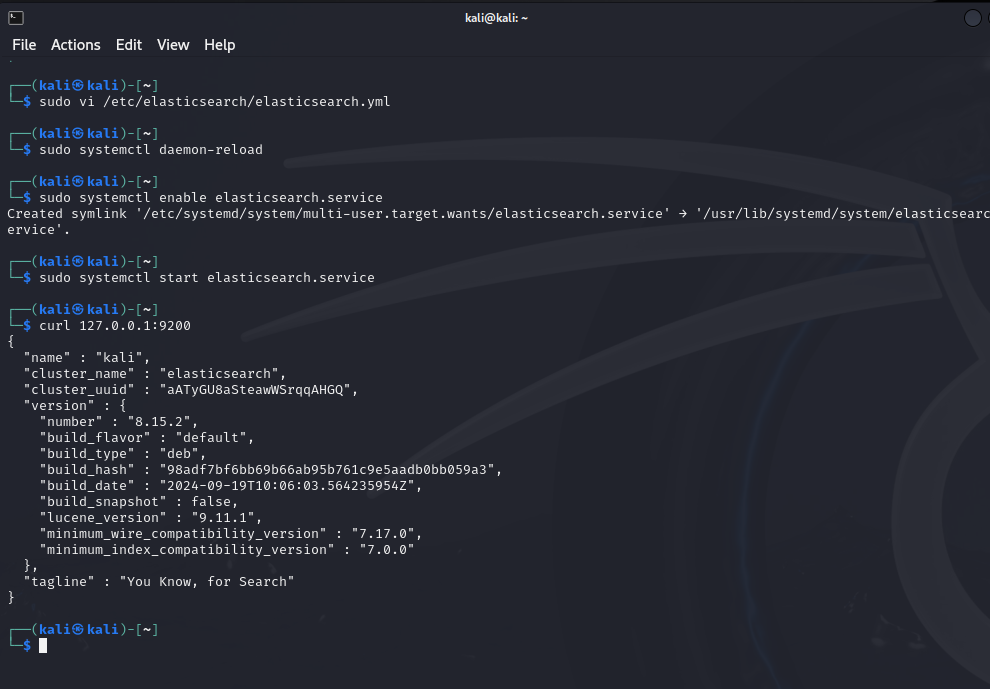 kali@kali: ~
File Actions Edit View Help
┌──(kali㉿kali)-[~]
└─$ sudo vi /etc/elasticsearch/elasticsearch.yml
┌──(kali㉿kali)-[~]
└─$ sudo systemctl daemon-reload
┌──(kali㉿kali)-[~]
└─$ sudo systemctl enable elasticsearch.service
Created symlink '/etc/systemd/system/multi-user.target.wants/elasticsearch.service' → '/usr/lib/systemd/system/elasticsearc
ervice'.
┌──(kali㉿kali)-[~]
└─$ sudo systemctl start elasticsearch.service
┌──(kali㉿kali)-[~]
└─$ curl 127.0.0.1:9200
{
  "name" : "kali",
  "cluster_name" : "elasticsearch",
  "cluster_uuid" : "aATyGU8aSteawWSrqqAHGQ",
  "version" : {
    "number" : "8.15.2",
    "build_flavor" : "default",
    "build_type" : "deb",
    "build_hash" : "98adf7bf6bb69b66ab95b761c9e5aadb0bb059a3",
    "build_date" : "2024-09-19T10:06:03.564235954Z",
    "build_snapshot" : false,
    "lucene_version" : "9.11.1",
    "minimum_wire_compatibility_version" : "7.17.0",
    "minimum_index_compatibility_version" : "7.0.0"
  },
  "tagline" : "You Know, for Search"
}
┌──(kali㉿kali)-[~]
└─$